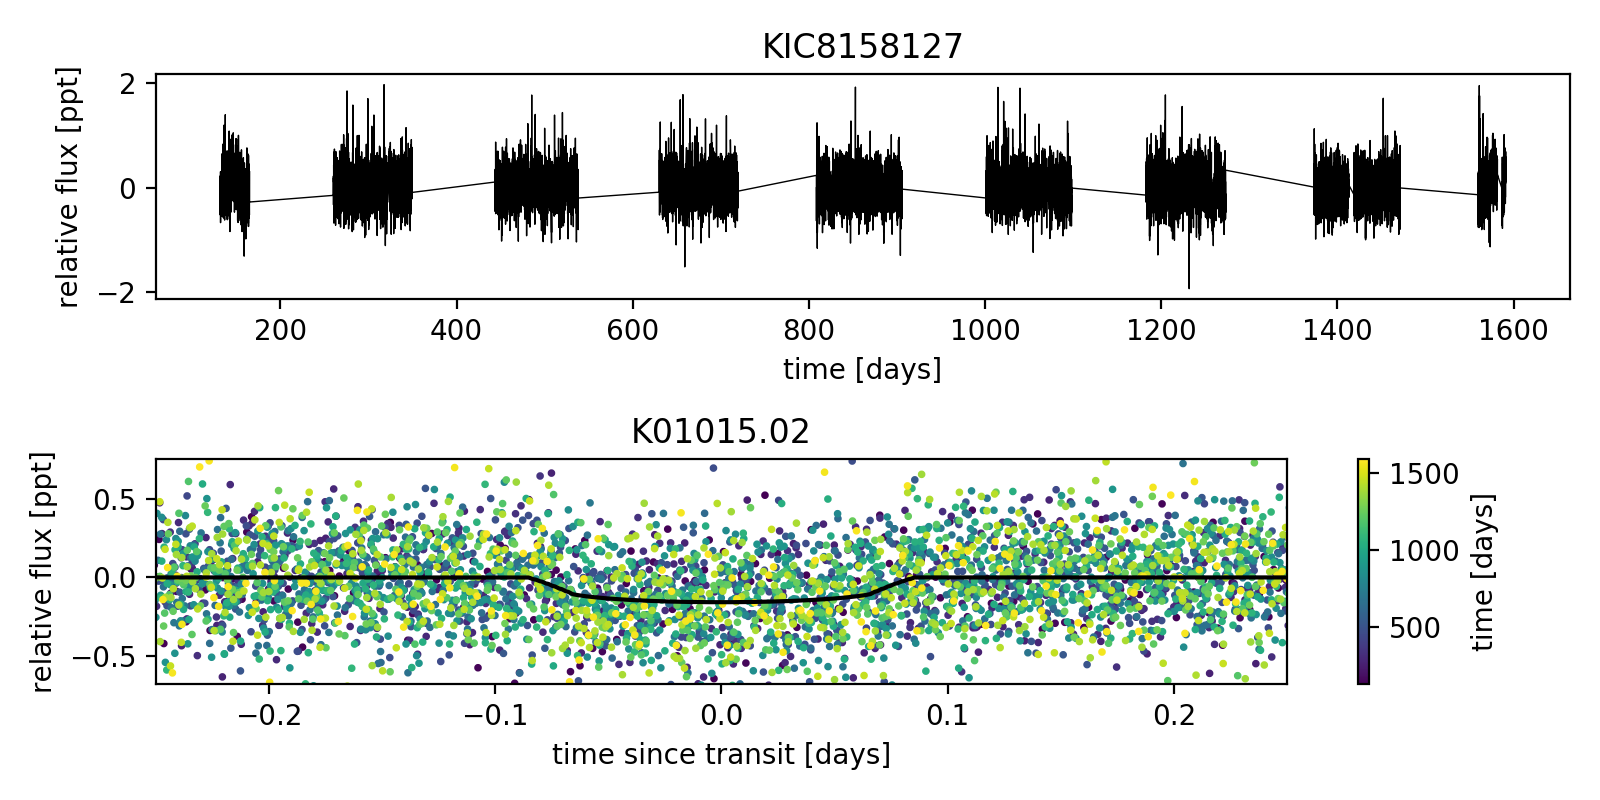 KIC8158127
relative flux [ppt]
2
0
−2
200 400 600 800 1000 1200 1400 1600
time [days]
K01015.02
relative flux [ppt]
0.5
0.0
−0.5
−0.2 −0.1 0.0 0.1 0.2
time since transit [days]
1500
1000
500
time [days]